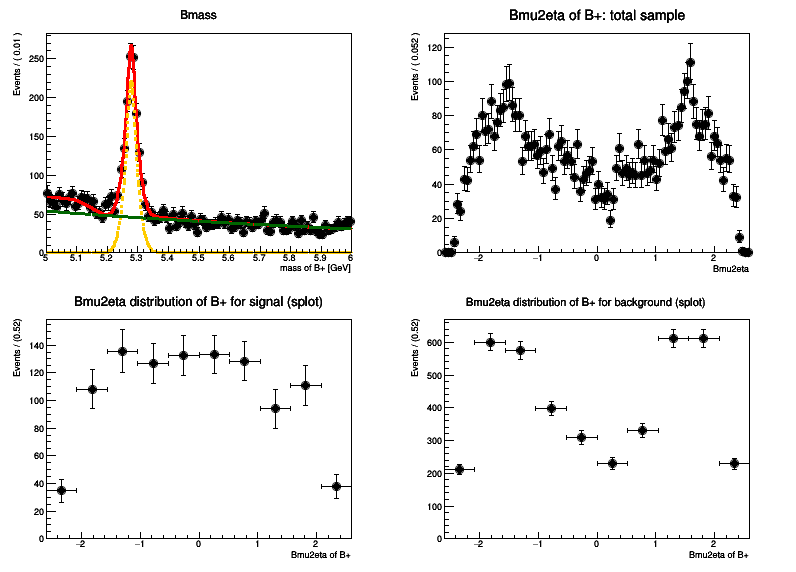 Bmass
Events / ( 0.01 )
250
200
150
100
50
0
5 5.1 5.2 5.3 5.4 5.5 5.6 5.7 5.8 5.9 6
mass of B+ [GeV]
Bmu2eta of B+: total sample
Events / ( 0.052 )
120
100
80
60
40
20
0
−2 −1 0 1 2
Bmu2eta
Bmu2eta distribution of B+ for signal (splot)
Events / (0.52)
140
120
100
80
60
40
20
0
−2 −1 0 1 2
Bmu2eta of B+
Bmu2eta distribution of B+ for background (splot)
Events / (0.52)
600
500
400
300
200
100
0
−2 −1 0 1 2
Bmu2eta of B+